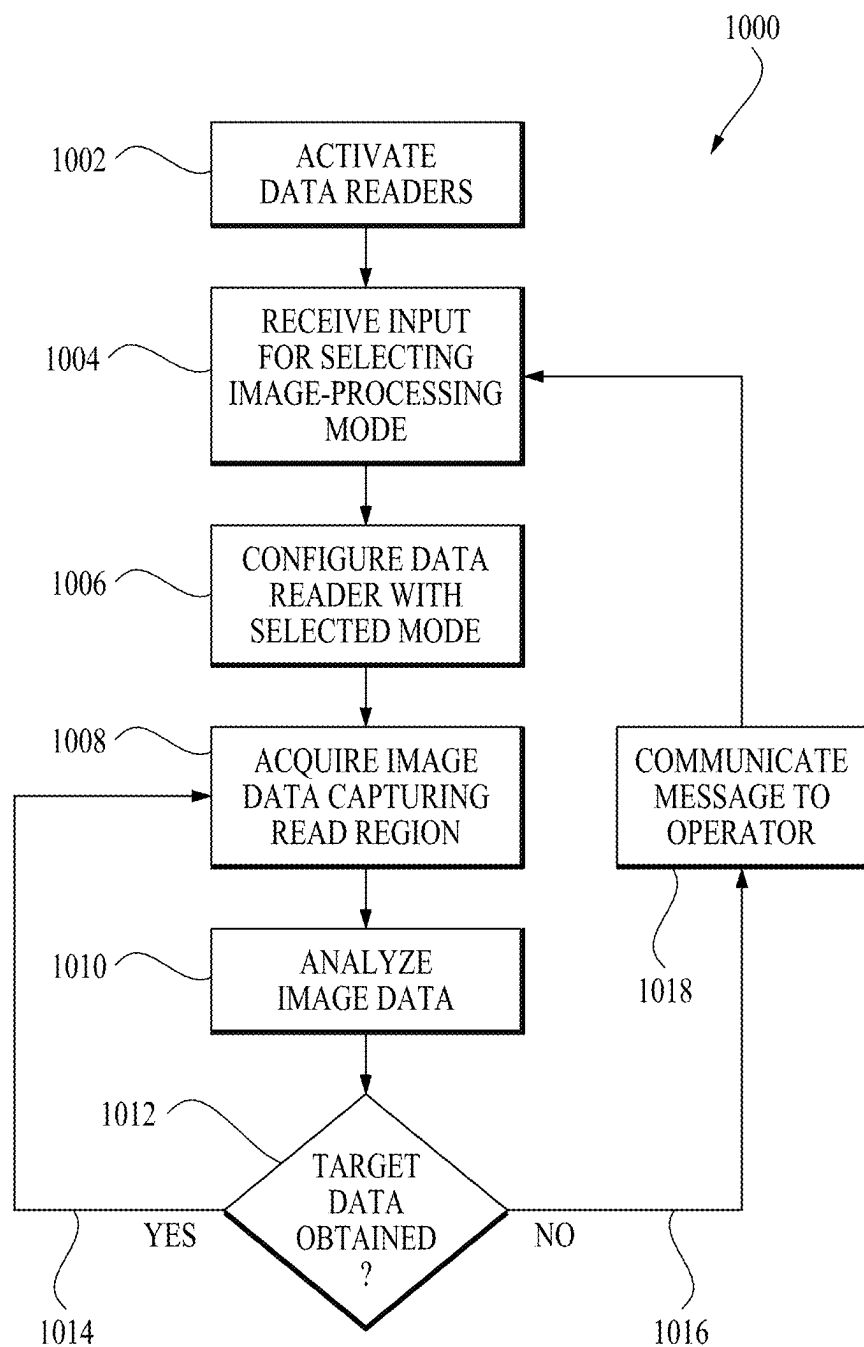 1000
1002
ACTIVATE
DATA READERS
1004
RECEIVE INPUT
FOR SELECTING
IMAGE-PROCESSING
MODE
1006
CONFIGURE DATA
READER WITH
SELECTED MODE
1008
ACQUIRE IMAGE
DATA CAPTURING
READ REGION
COMMUNICATE
MESSAGE TO
OPERATOR
1010
ANALYZE
IMAGE DATA
1018
1012
TARGET
DATA
OBTAINED
?
YES
NO
1014
1016